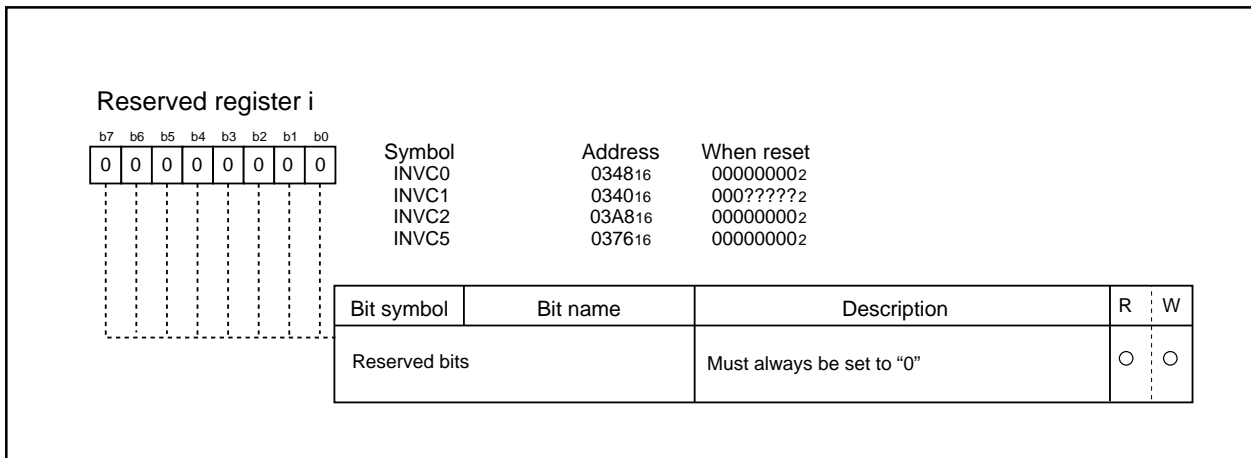 Reserved register i
b7 b6 b5 b4 b3 b2 b1 b0
0 0 0 0 0 0 0 0
Symbol Address When reset
INVC0 034816 000000002
INVC1 034016 000?????2
INVC2 03A816 000000002
INVC5 037616 000000002
Bit symbol Bit name Description R W
Reserved bits Must always be set to “0” ○ ○